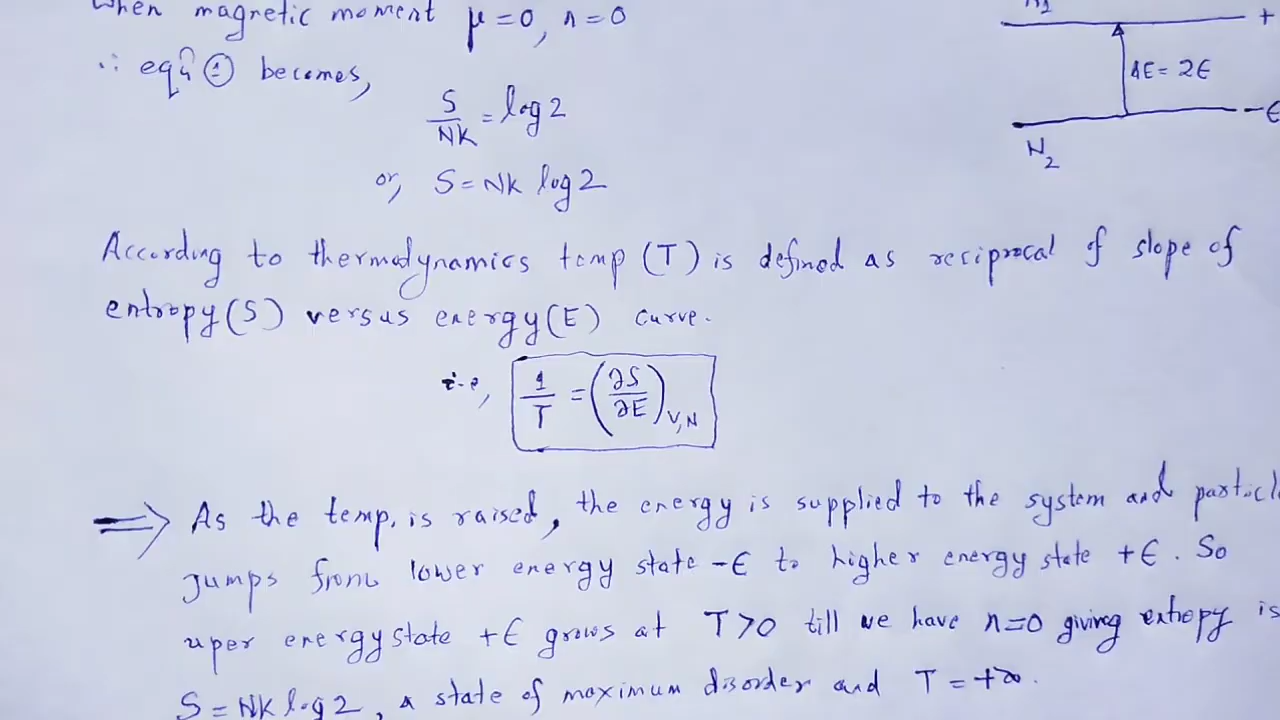 When magnetic moment μ = 0, n = 0
∴ eqn ① becomes,
S/NK = log 2
or, S = NK log 2
N1
+
ΔE = 2ϵ
-ϵ
N2
According to thermodynamics temp (T) is defined as reciprocal of slope of
entropy (S) versus energy (E) curve.
i.e, 1/T = (∂S/∂E)V,N
⇒ As the temp. is raised, the energy is supplied to the system and particle
jumps from lower energy state -ϵ to higher energy state +ϵ. So
uper energy state +ϵ grows at T>0 till we have n=0 giving entropy is
S = NK log 2, a state of maximum disorder and T = +∞.